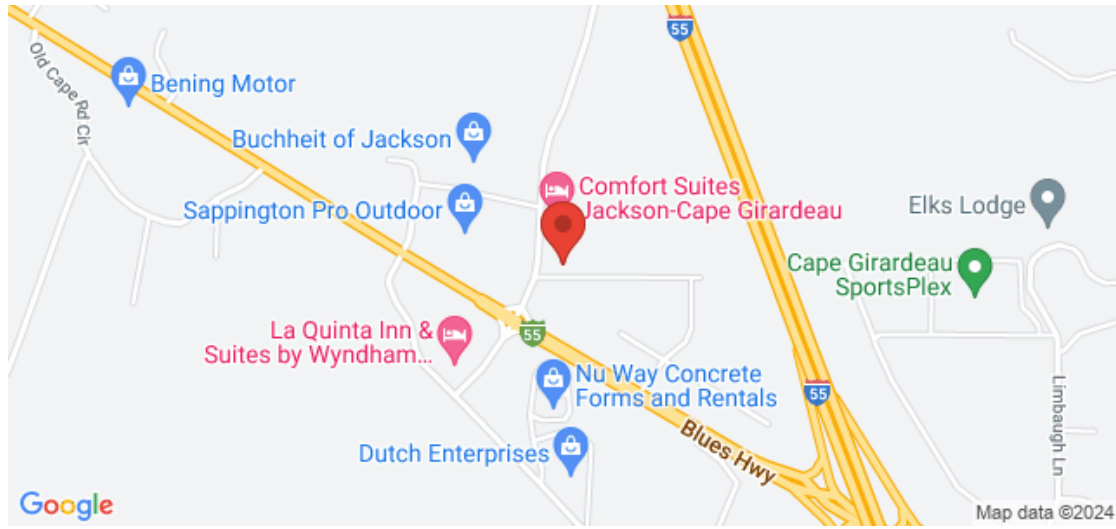 55
Old Cape Rd Cir
Bening Motor
Buchheit of Jackson
Comfort Suites
Jackson-Cape Girardeau
Sappington Pro Outdoor
Elks Lodge
Cape Girardeau
SportsPlex
La Quinta Inn &
Suites by Wyndham...
55
Nu Way Concrete
Forms and Rentals
55
Limbaugh Ln
Blues Hwy
Dutch Enterprises
Google
Map data ©2024